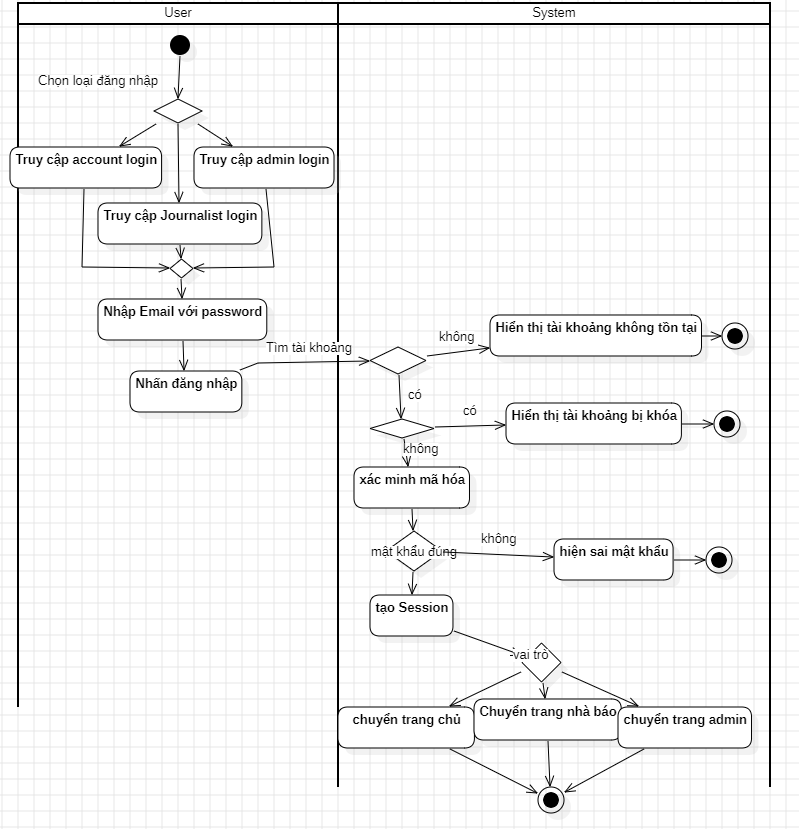 User
System
Chọn loại đăng nhập
Truy cập account login
Truy cập admin login
Truy cập Journalist login
Nhập Email với password
Nhấn đăng nhập
Tìm tài khoảng
không
Hiển thị tài khoảng không tồn tại
có
có
Hiển thị tài khoảng bị khóa
không
xác minh mã hóa
mật khẩu đúng
không
hiện sai mật khẩu
tạo Session
-vai trò
chuyển trang chủ
Chuyển trang nhà báo
chuyển trang admin